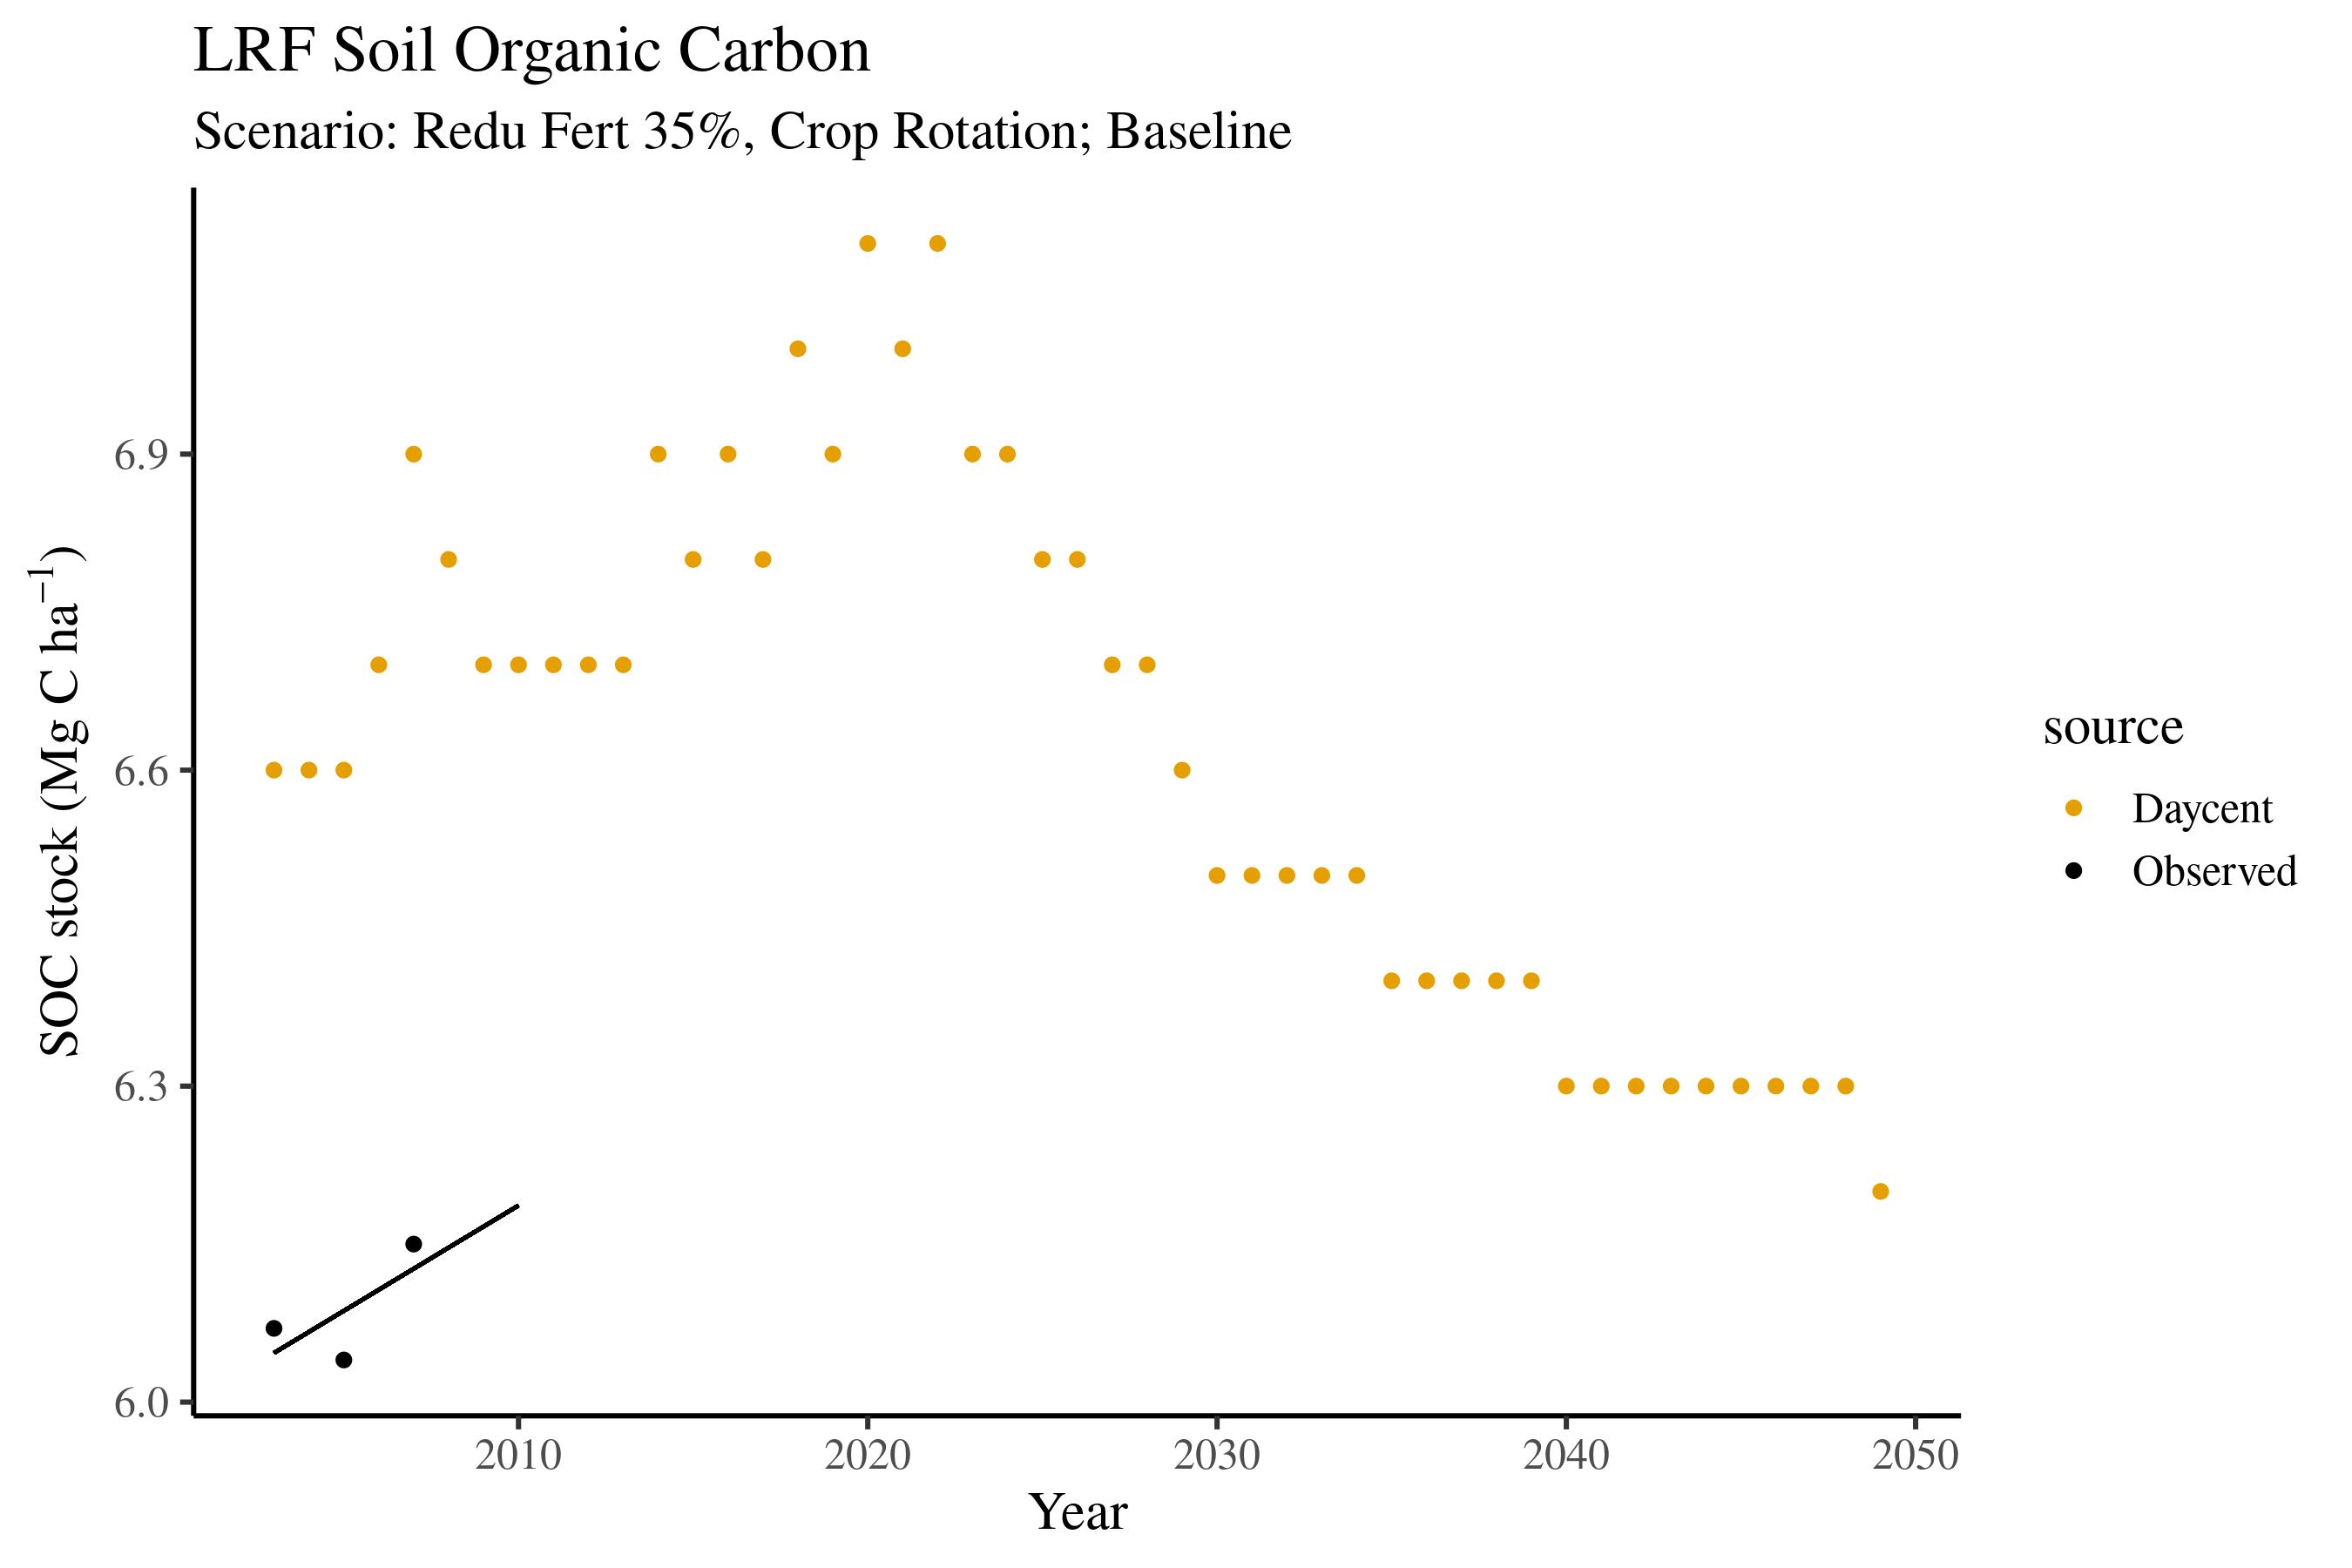 LRF Soil Organic Carbon
Scenario: Redu Fert 35%, Crop Rotation; Baseline
SOC stock (Mg C ha⁻¹)
6.9
6.6
6.3
6.0
2010 2020 2030 2040 2050
Year
source
Daycent
Observed